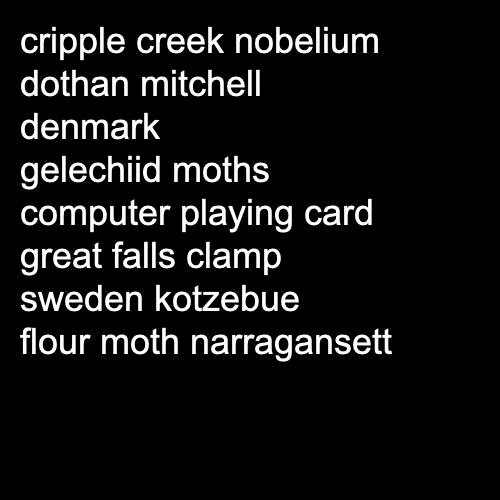 cripple creek nobelium
dothan mitchell
denmark
gelechiid moths
computer playing card
great falls clamp
sweden kotzebue
flour moth narragansett